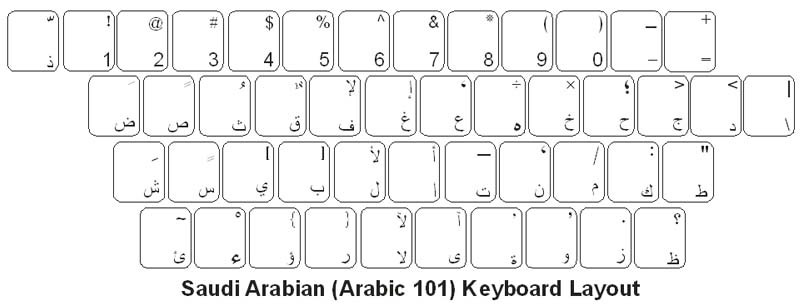 ّ ! @ # $ % ^ & * ( ) _ +
ذ 1 2 3 4 5 6 7 8 9 0 - =
َ ً ُ ٌ لإ إ ‘ ÷ × ؛ > < |
ض ص ث ق ف غ ع ه خ ح ج د \
ِ ٍ [ ] لأ أ ـ ، / : "
ش س ي ب ل ا ت ن م ك ط
~ ْ { } لآ آ ' , . ؟
ئ ء ؤ ر لا ى ة و ز ظ
Saudi Arabian (Arabic 101) Keyboard Layout